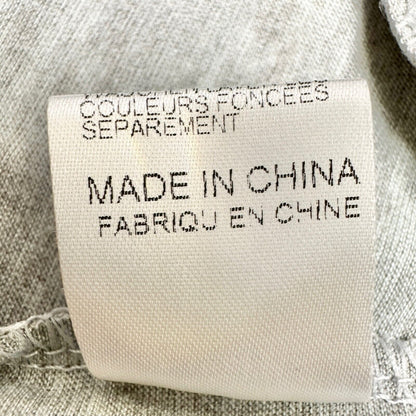 COULEURS FONCEES
SEPAREMENT
MADE IN CHINA
FABRIQU EN CHINE